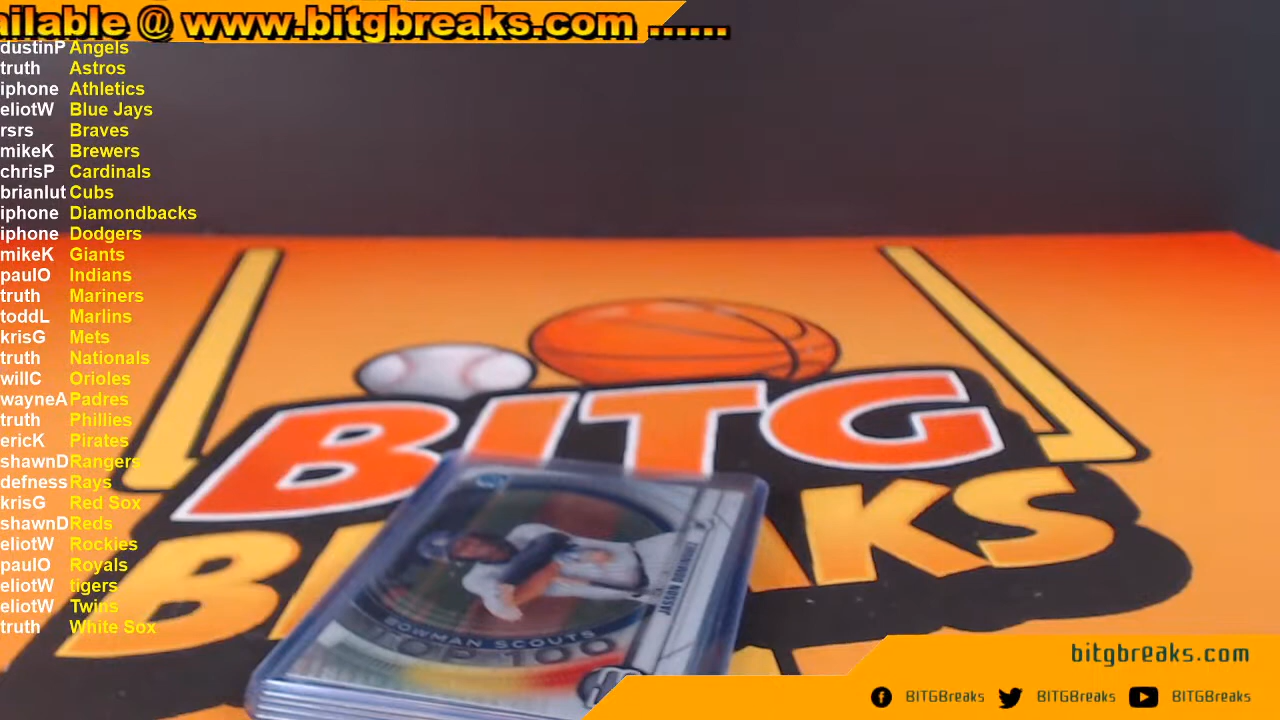 ailable @ www.bitgbreaks.com ......
dustinP Angels
truth Astros
iphone Athletics
eliotW Blue Jays
rsrs Braves
mikeK Brewers
chrisP Cardinals
brianlut Cubs
iphone Diamondbacks
iphone Dodgers
mikeK Giants
paulO Indians
truth Mariners
toddL Marlins
krisG Mets
truth Nationals
willC Orioles
wayneA Padres
truth Phillies
ericK Pirates
shawnD Rangers
defness Rays
krisG Red Sox
shawnD Reds
eliotW Rockies
paulO Royals
eliotW tigers
eliotW Twins
truth White Sox
BITG
BREAKS
BOWMAN SCOUTS
TOP 100
JASSON DOMINGUEZ
bitgbreaks.com
BITGBreaks BITGBreaks BITGBreaks